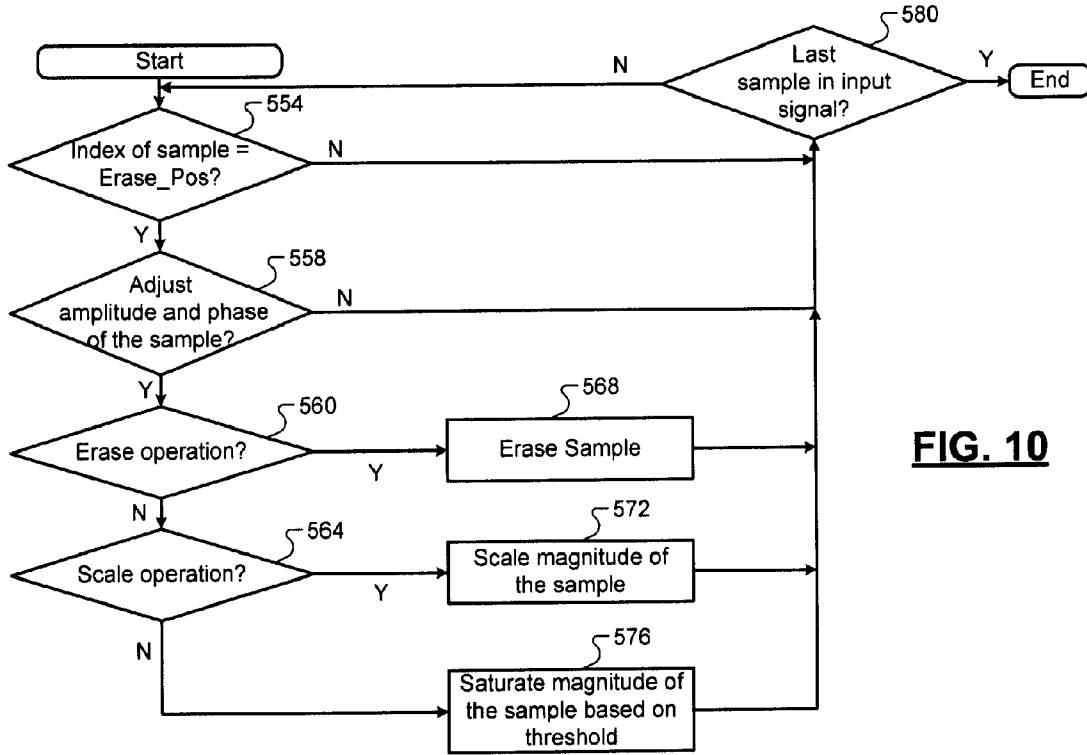 Start
554
Index of sample =
Erase_Pos?
N
Y
558
Adjust
amplitude and phase
of the sample?
N
Y
560
Erase operation?
Y
N
568
Erase Sample
564
Scale operation?
Y
N
572
Scale magnitude of
the sample
576
Saturate magnitude of
the sample based on
threshold
580
Last
sample in input
signal?
N
Y
End
FIG. 10